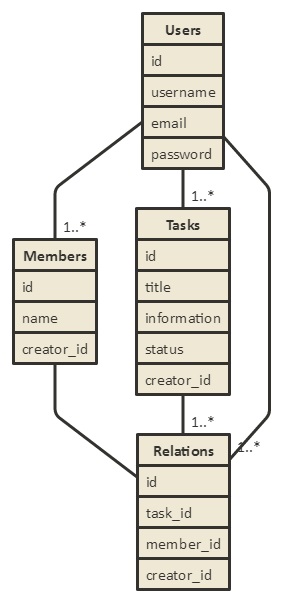 Users
id
username
email
password
1..*
1..*
Tasks
id
title
information
status
creator_id
Members
id
name
creator_id
1..*
1..*
Relations
id
task_id
member_id
creator_id